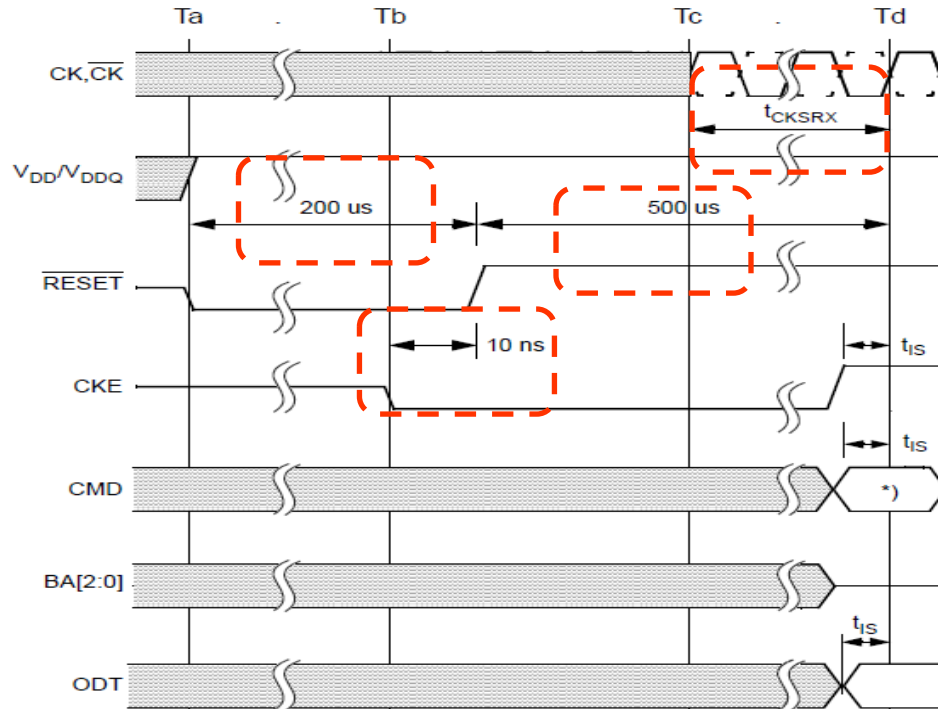 Ta Tb Tc Td
CK,CK
tCKSRX
VDD/VDDQ
200 us 500 us
RESET
10 ns tIS
CKE
tIS
CMD *)
BA[2:0]
tIS
ODT